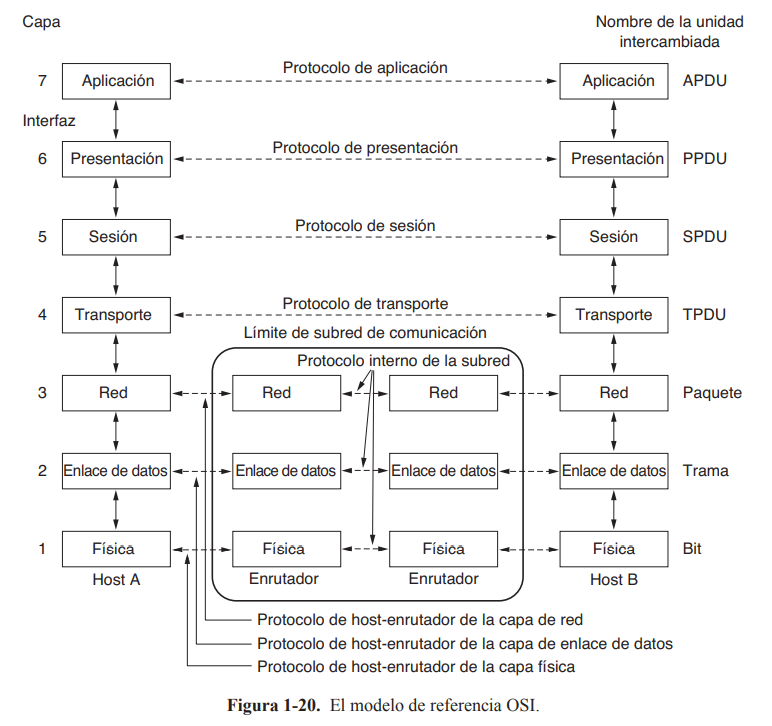 Capa
Nombre de la unidad
intercambiada
7 Aplicación Protocolo de aplicación Aplicación APDU
Interfaz
6 Presentación Protocolo de presentación Presentación PPDU
5 Sesión Protocolo de sesión Sesión SPDU
4 Transporte Protocolo de transporte Transporte TPDU
Límite de subred de comunicación
Protocolo interno de la subred
3 Red Red Red Red Paquete
2 Enlace de datos Enlace de datos Enlace de datos Enlace de datos Trama
1 Física Física Física Física Bit
Host A Enrutador Enrutador Host B
Protocolo de host-enrutador de la capa de red
Protocolo de host-enrutador de la capa de enlace de datos
Protocolo de host-enrutador de la capa física
Figura 1-20. El modelo de referencia OSI.